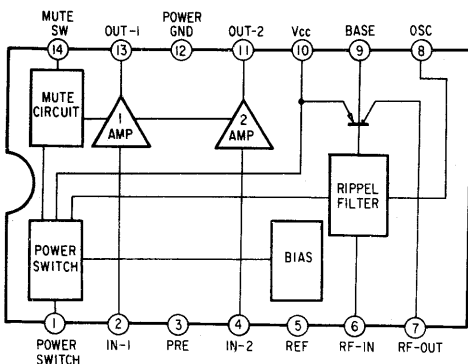 MUTE
SW
OUT-1
POWER
GND
OUT-2
Vcc
BASE
OSC
14
13
12
11
10
9
8
MUTE
CIRCUIT
1
AMP
2
AMP
RIPPEL
FILTER
POWER
SWITCH
BIAS
1
2
3
4
5
6
7
POWER
SWITCH
IN-1
PRE
IN-2
REF
RF-IN
RF-OUT